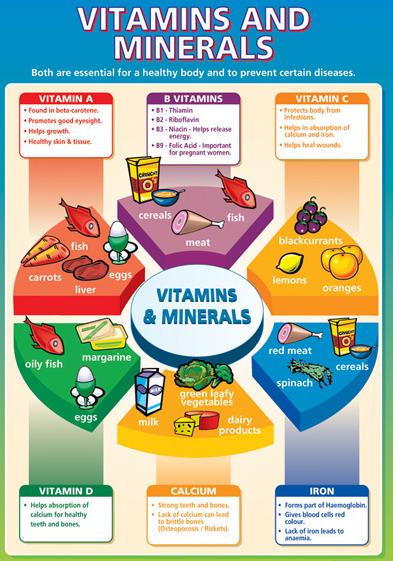 VITAMINS AND
MINERALS
Both are essential for a healthy body and to prevent certain diseases.
VITAMIN A
• Found in beta-carotene.
• Promotes good eyesight.
• Helps growth.
• Healthy skin & tissue.
B VITAMINS
• B1 - Thiamin
• B2 - Riboflavin
• B3 - Niacin - Helps release
energy.
• B9 - Folic Acid - Important
for pregnant women.
VITAMIN C
• Protects body from
infections.
• Helps in absorption of
calcium and iron.
• Helps heal wounds.
CRUNCHY
cereals
fish
meat
fish
carrots
eggs
liver
blackcurrants
lemons
oranges
VITAMINS
& MINERALS
oily fish
margarine
eggs
milk
green leafy
vegetables
dairy
products
red meat
CRUNCHY
cereals
spinach
VITAMIN D
• Helps absorption of
calcium for healthy
teeth and bones.
CALCIUM
• Strong teeth and bones.
• Lack of calcium can lead
to brittle bones
(Osteoporosis / Rickets).
IRON
• Forms part of Haemoglobin.
• Gives blood cells red
colour.
• Lack of iron leads to
anaemia.